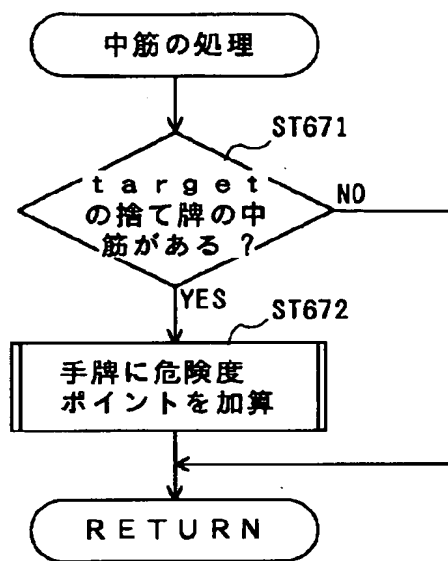 中筋の処理
ST671
ｔａｒｇｅｔ
の捨て牌の中
筋がある？
NO
YES
ST672
手牌に危険度
ポイントを加算
ＲＥＴＵＲＮ